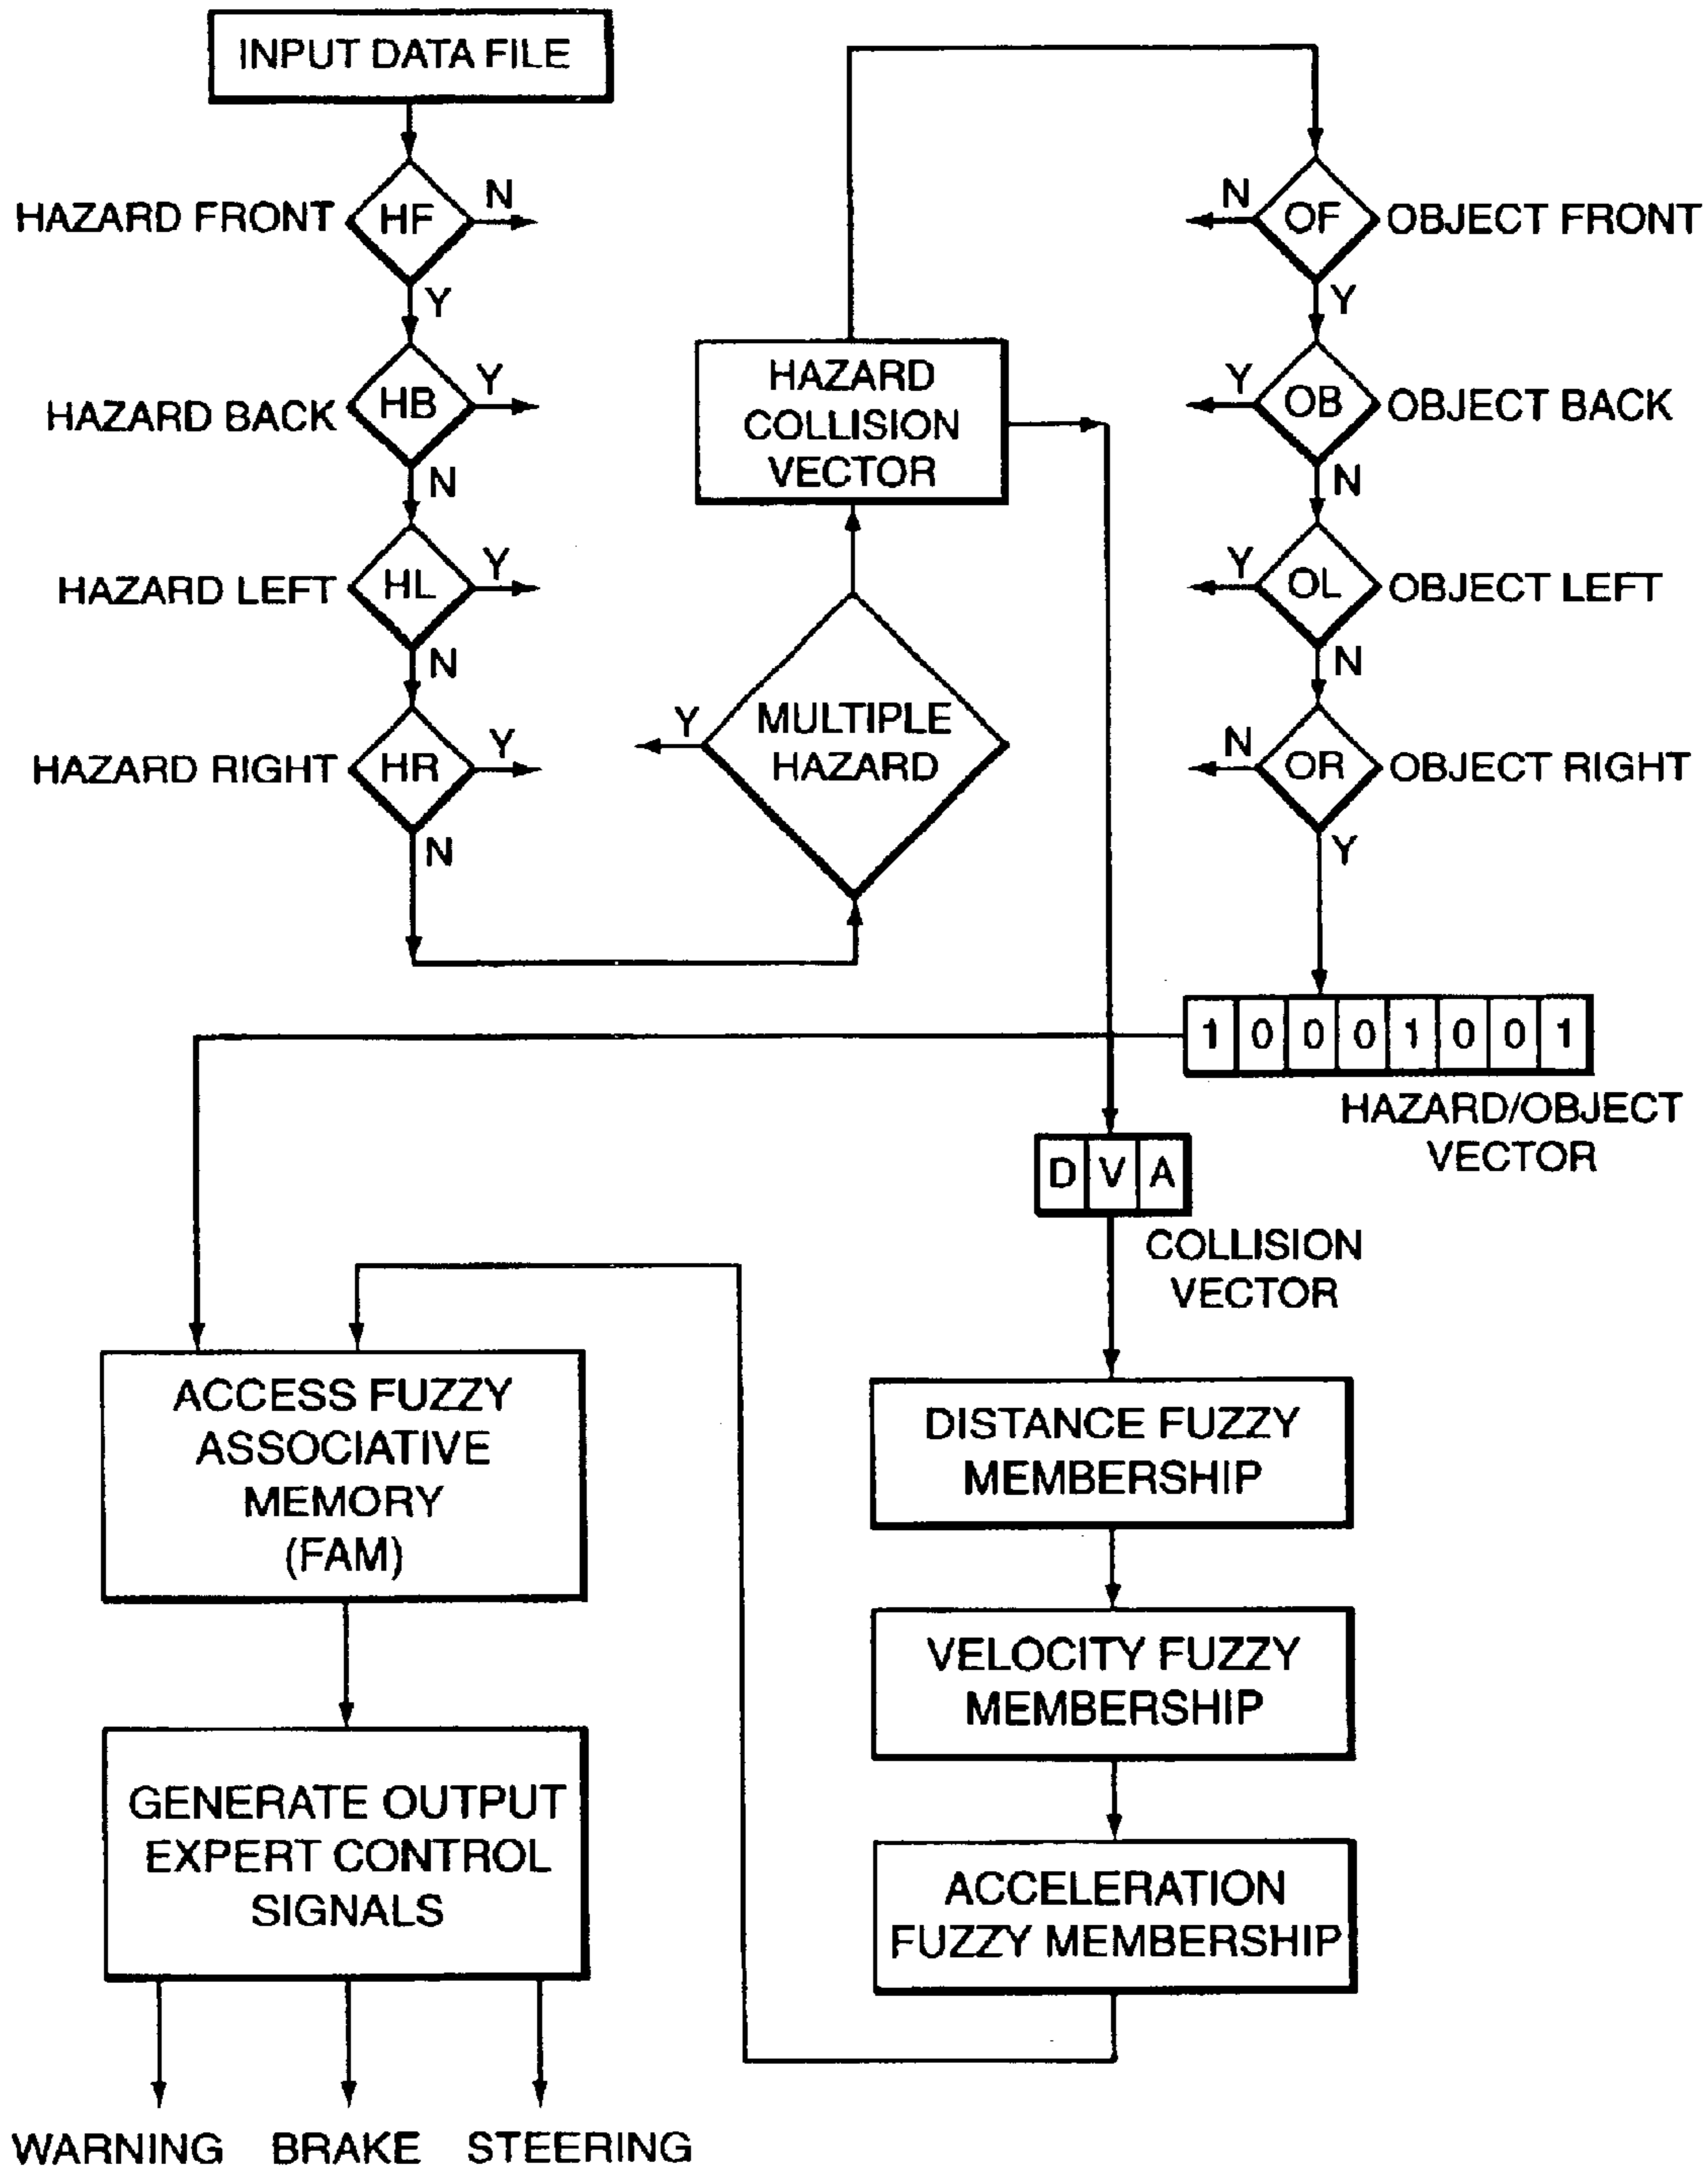 INPUT DATA FILE
HAZARD FRONT
HF
N
Y
HAZARD BACK
HB
Y
N
HAZARD LEFT
HL
Y
N
HAZARD RIGHT
HR
Y
N
MULTIPLE
HAZARD
Y
HAZARD
COLLISION
VECTOR
N
OF
OBJECT FRONT
Y
Y
OB
OBJECT BACK
N
Y
OL
OBJECT LEFT
N
N
OR
OBJECT RIGHT
Y
1 0 0 0 1 0 0 1
HAZARD/OBJECT
VECTOR
D V A
COLLISION
VECTOR
DISTANCE FUZZY
MEMBERSHIP
VELOCITY FUZZY
MEMBERSHIP
ACCELERATION
FUZZY MEMBERSHIP
ACCESS FUZZY
ASSOCIATIVE
MEMORY
(FAM)
GENERATE OUTPUT
EXPERT CONTROL
SIGNALS
WARNING BRAKE STEERING